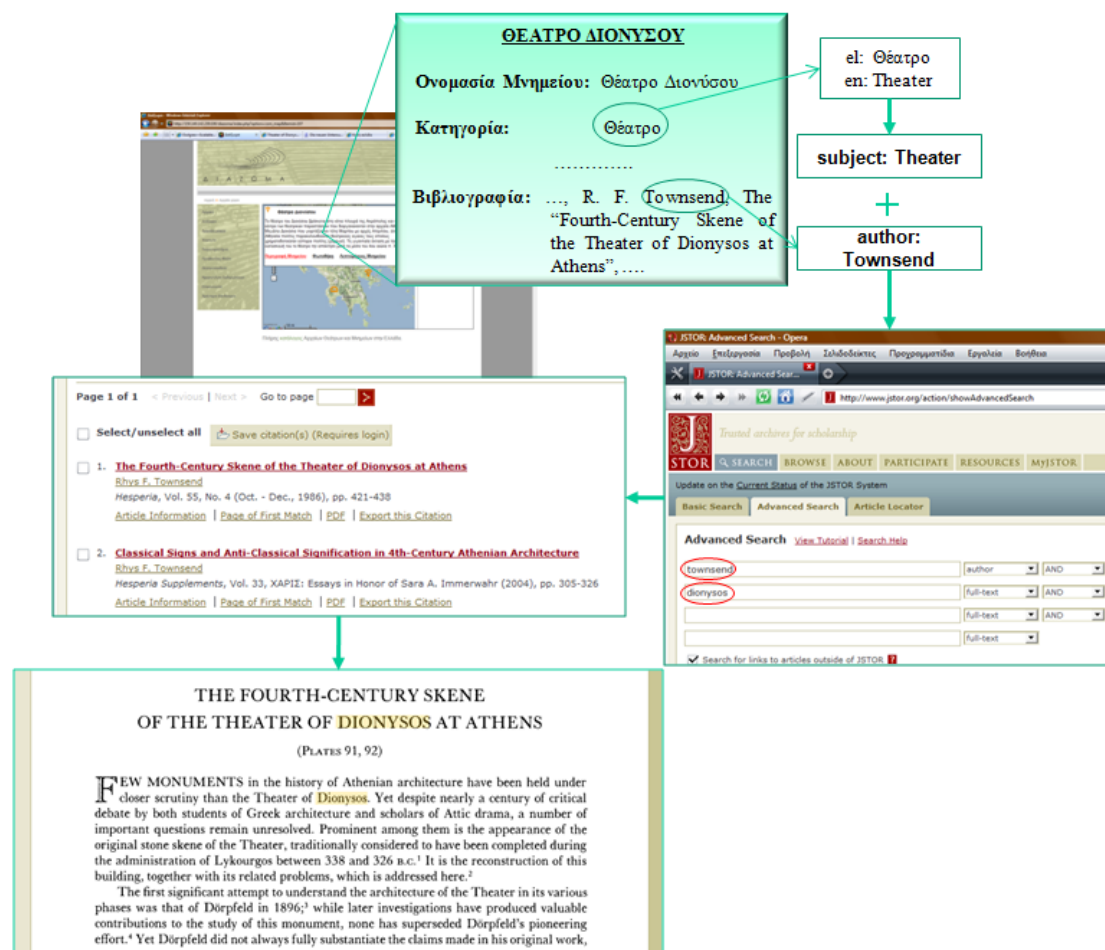 ΘΕΑΤΡΟ ΔΙΟΝΥΣΟΥ
Ονομασία Μνημείου: Θέατρο Διονύσου
Κατηγορία: Θέατρο
.............
Βιβλιογραφία: ..., R. F. Townsend, The
“Fourth-Century Skene of
the Theater of Dionysos at
Athens”, ....
el: Θέατρο
en: Theater
subject: Theater
+
author:
Townsend
ΔΙΑΖΩΜΑ
JSTOR: Advanced Search - Opera
Αρχείο Επεξεργασία Προβολή Σελιδοδείκτες Προγραμματίδια Εργαλεία Βοήθεια
JSTOR: Advanced Sear...
http://www.jstor.org/action/showAdvancedSearch
JSTOR
Trusted archives for scholarship
SEARCH BROWSE ABOUT PARTICIPATE RESOURCES MyJSTOR
Update on the Current Status of the JSTOR System
Basic Search Advanced Search Article Locator
Advanced Search View Tutorial | Search Help
townsend author AND
dionysos full-text AND
full-text AND
full-text
Search for links to articles outside of JSTOR ?
Page 1 of 1 < Previous | Next > Go to page >
Select/unselect all Save citation(s) (Requires login)
1. The Fourth-Century Skene of the Theater of Dionysos at Athens
Rhys F. Townsend
Hesperia, Vol. 55, No. 4 (Oct. - Dec., 1986), pp. 421-438
Article Information | Page of First Match | PDF | Export this Citation
2. Classical Signs and Anti-Classical Signification in 4th-Century Athenian Architecture
Rhys F. Townsend
Hesperia Supplements, Vol. 33, ΧΑΡΙΣ: Essays in Honor of Sara A. Immerwahr (2004), pp. 305-326
Article Information | Page of First Match | PDF | Export this Citation
THE FOURTH-CENTURY SKENE
OF THE THEATER OF DIONYSOS AT ATHENS
(PLATES 91, 92)
FEW MONUMENTS in the history of Athenian architecture have been held under
closer scrutiny than the Theater of Dionysos. Yet despite nearly a century of critical
debate by both students of Greek architecture and scholars of Attic drama, a number of
important questions remain unresolved. Prominent among them is the appearance of the
original stone skene of the Theater, traditionally considered to have been completed during
the administration of Lykourgos between 338 and 326 B.C.¹ It is the reconstruction of this
building, together with its related problems, which is addressed here.²
The first significant attempt to understand the architecture of the Theater in its various
phases was that of Dörpfeld in 1896;³ while later investigations have produced valuable
contributions to the study of this monument, none has superseded Dörpfeld's pioneering
effort.⁴ Yet Dörpfeld did not always fully substantiate the claims made in his original work,